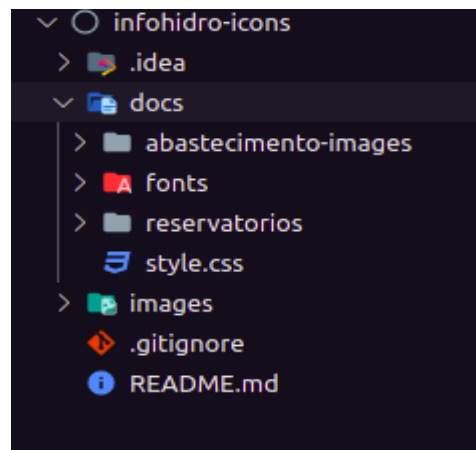 infohidro-icons
.idea
docs
abastecimento-images
fonts
reservatorios
style.css
images
.gitignore
README.md